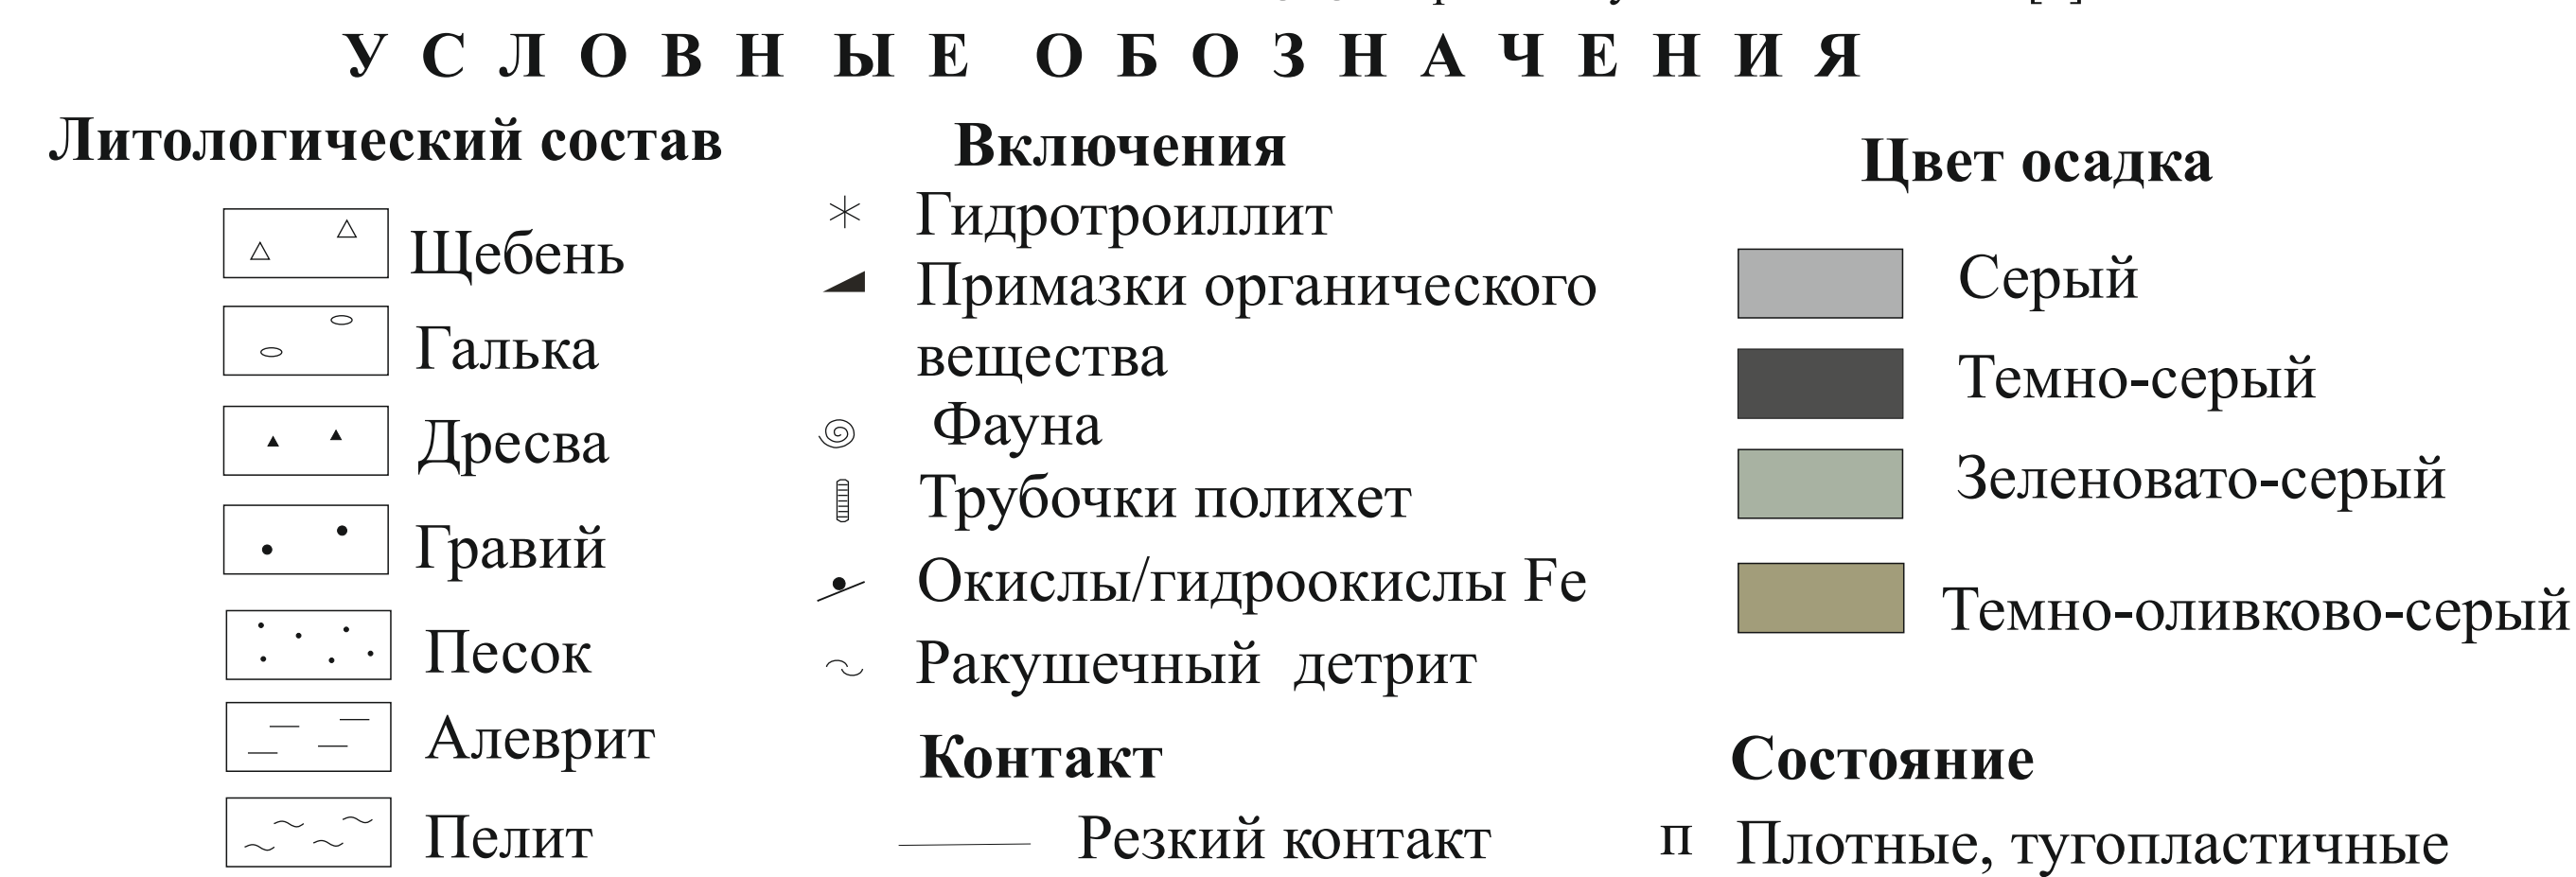 У С Л О В Н Ы Е О Б О З Н А Ч Е Н И Я
Литологический состав
Щебень
Галька
Дресва
Гравий
Песок
Алеврит
Пелит
Включения
Гидротроиллит
Примазки органического
вещества
Фауна
Трубочки полихет
Окислы/гидроокислы Fe
Ракушечный детрит
Контакт
Резкий контакт
Цвет осадка
Серый
Темно-серый
Зеленовато-серый
Темно-оливково-серый
Состояние
п Плотные, тугопластичные